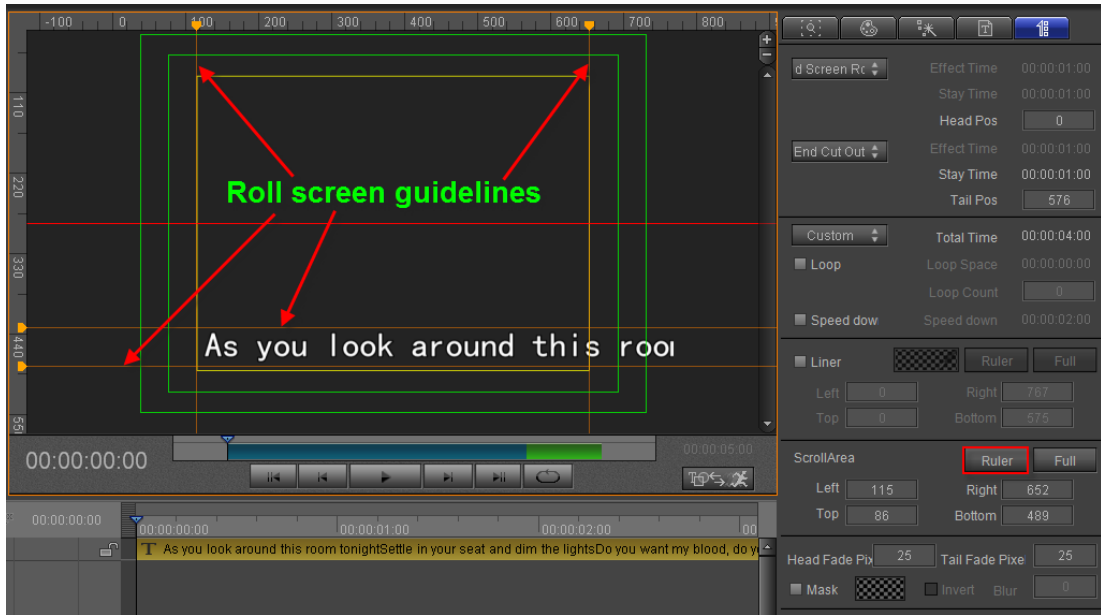 -100 0 100 200 300 400 500 600 700 800
110
220
330
440
550
Roll screen guidelines
As you look around this room
00:00:00:00
00:00:05:00
00:00:00:00
00:00:00:00 00:00:01:00 00:00:02:00 00
T As you look around this room tonightSettle in your seat and dim the lightsDo you want my blood, do y
d Screen Rc Effect Time 00:00:01:00
Stay Time 00:00:01:00
Head Pos 0
End Cut Out Effect Time 00:00:01:00
Stay Time 00:00:01:00
Tail Pos 576
Custom Total Time 00:00:04:00
Loop Loop Space 00:00:00:00
Loop Count 0
Speed dow Speed down 00:00:02:00
Liner Ruler Full
Left 0 Right 767
Top 0 Bottom 575
ScrollArea Ruler Full
Left 115 Right 652
Top 86 Bottom 489
Head Fade Pix 25 Tail Fade Pixe 25
Mask Invert Blur 0